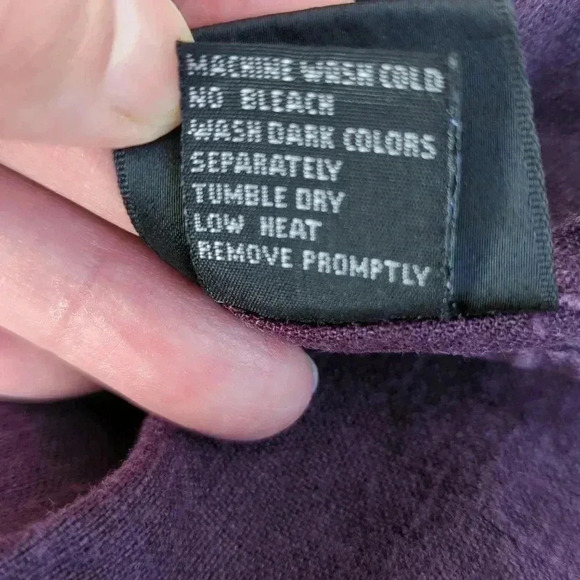 MACHINE WASH COLD
NO BLEACH
WASH DARK COLORS
SEPARATELY
TUMBLE DRY
LOW HEAT
REMOVE PROMPTLY